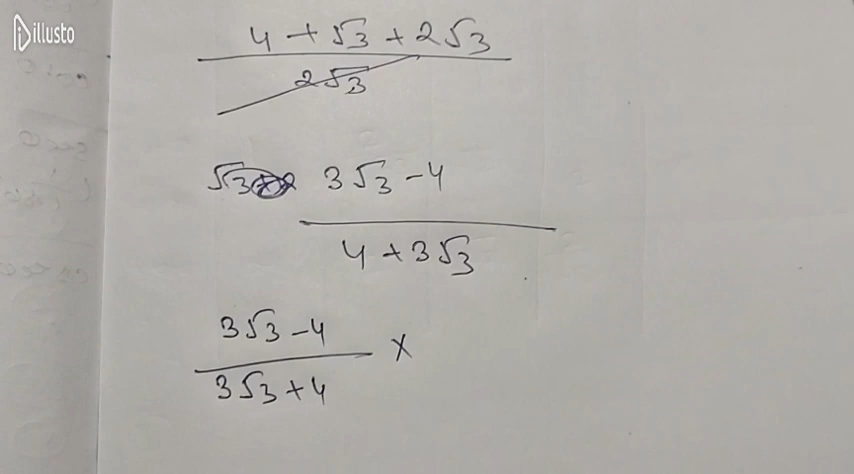 illusto
4 + √3 + 2√3
2√3
√3 3√3 - 4
4 + 3√3
3√3 - 4
×
3√3 + 4